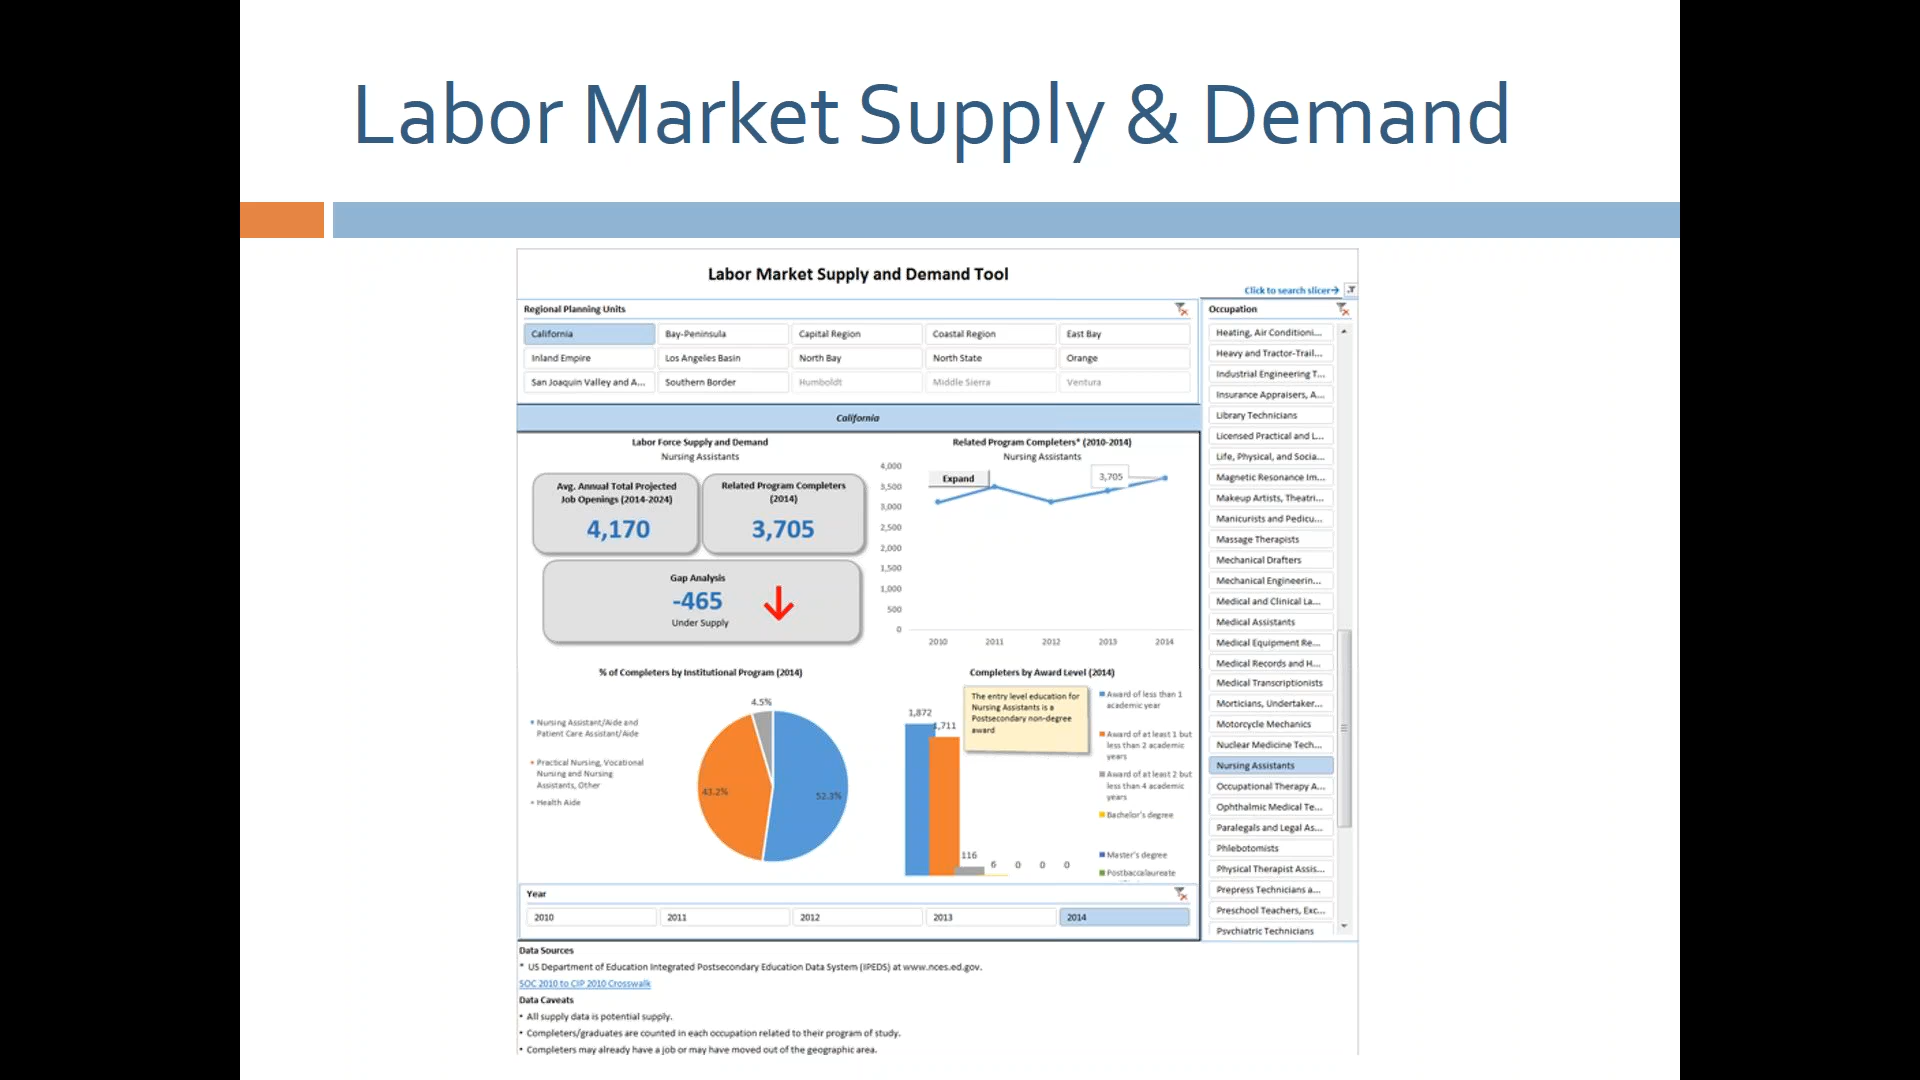 Labor Market Supply & Demand
Labor Market Supply and Demand Tool
Click to search slicer→
Regional Planning Units
California
Bay-Peninsula
Capital Region
Coastal Region
East Bay
Inland Empire
Los Angeles Basin
North Bay
North State
Orange
San Joaquin Valley and A...
Southern Border
Humboldt
Middle Sierra
Ventura
California
Labor Force Supply and Demand
Nursing Assistants
Avg. Annual Total Projected
Job Openings (2014-2024)
4,170
Related Program Completers
(2014)
3,705
Gap Analysis
-465
Under Supply
Related Program Completers* (2010-2014)
Nursing Assistants
Expand
3,705
4,000
3,500
3,000
2,500
2,000
1,500
1,000
500
0
2010
2011
2012
2013
2014
% of Completers by Institutional Program (2014)
Nursing Assistant/Aide and
Patient Care Assistant/Aide
Practical Nursing, Vocational
Nursing and Nursing
Assistants, Other
Health Aide
4.5%
43.2%
52.3%
Completers by Award Level (2014)
The entry level education for
Nursing Assistants is a
Postsecondary non-degree
award
1,872
1,711
116
6
0
0
0
Award of less than 1
academic year
Award of at least 1 but
less than 2 academic
years
Award of at least 2 but
less than 4 academic
years
Bachelor's degree
Master's degree
Postbaccalaureate
Year
2010
2011
2012
2013
2014
Occupation
Heating, Air Conditioni...
Heavy and Tractor-Trail...
Industrial Engineering T...
Insurance Appraisers, A...
Library Technicians
Licensed Practical and L...
Life, Physical, and Socia...
Magnetic Resonance Im...
Makeup Artists, Theatri...
Manicurists and Pedicu...
Massage Therapists
Mechanical Drafters
Mechanical Engineerin...
Medical and Clinical La...
Medical Assistants
Medical Equipment Re...
Medical Records and H...
Medical Transcriptionists
Morticians, Undertaker...
Motorcycle Mechanics
Nuclear Medicine Tech...
Nursing Assistants
Occupational Therapy A...
Ophthalmic Medical Te...
Paralegals and Legal As...
Phlebotomists
Physical Therapist Assis...
Prepress Technicians a...
Preschool Teachers, Exc...
Psychiatric Technicians
Data Sources
* US Department of Education Integrated Postsecondary Education Data System (IPEDS) at www.nces.ed.gov.
SOC 2010 to CIP 2010 Crosswalk
Data Caveats
• All supply data is potential supply.
• Completers/graduates are counted in each occupation related to their program of study.
• Completers may already have a job or may have moved out of the geographic area.